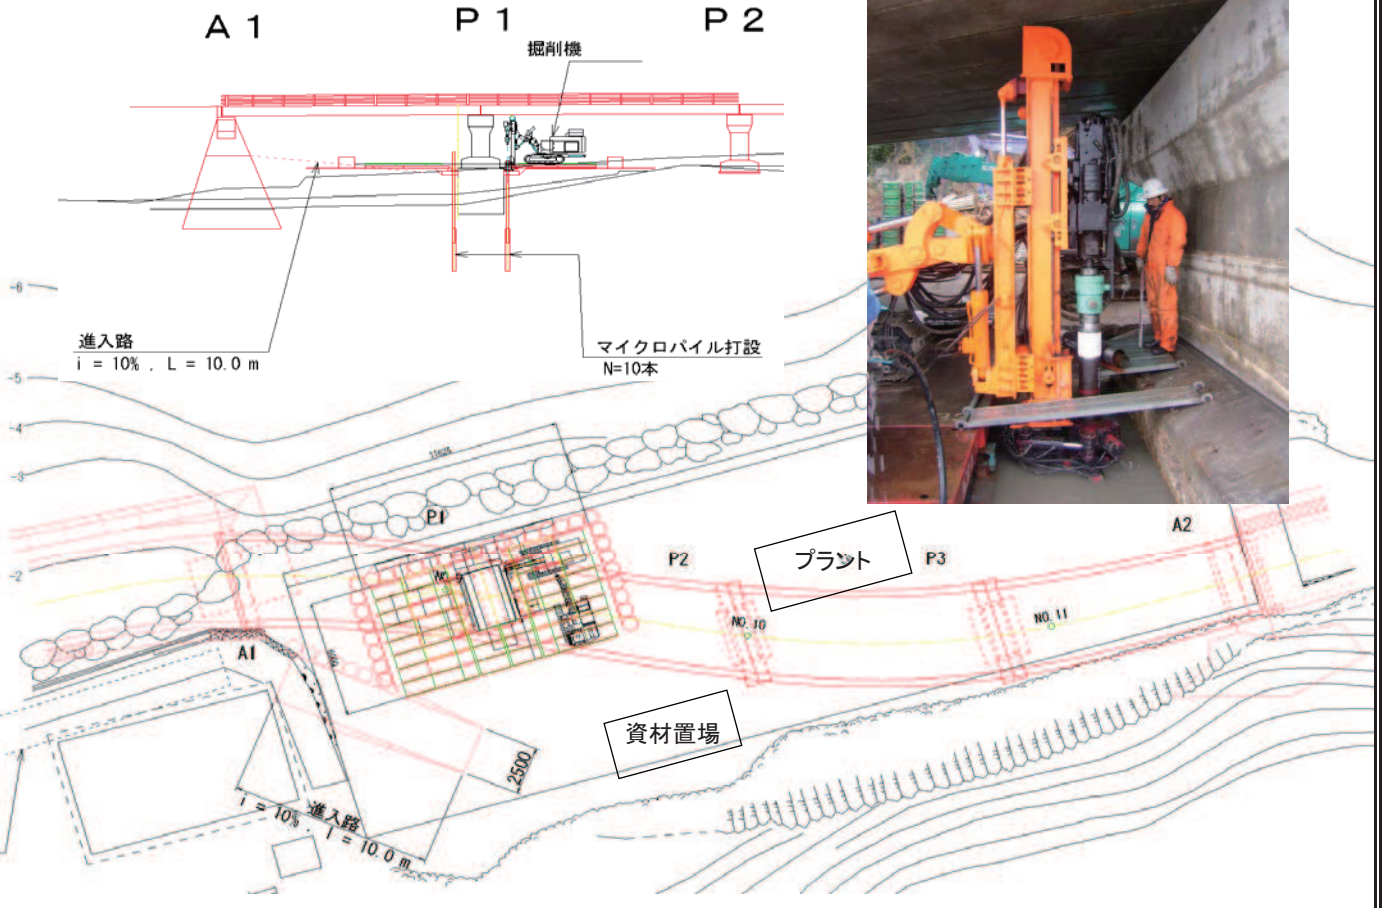 A 1
P 1
P 2
掘削機
進入路
i = 10% . L = 10.0 m
マイクロパイル打設
N=10本
-6
-5
-4
-3
-2
P1
P2
プラント
P3
A2
NO. 10
NO. 11
A1
資材置場
2500
進入路
i = 10% . l = 10.0 m